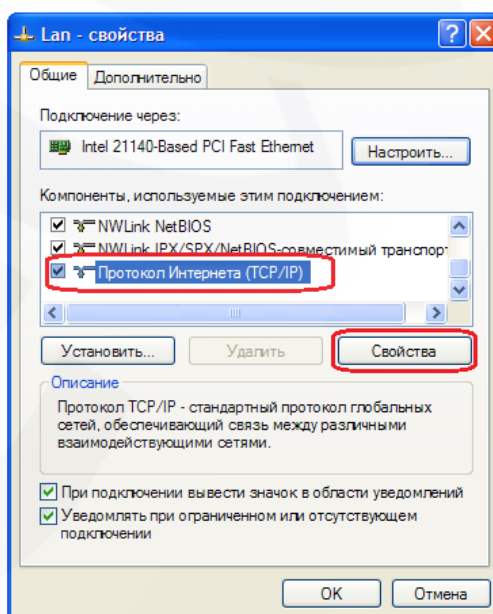 Lan - свойства
Общие Дополнительно
Подключение через:
Intel 21140-Based PCI Fast Ethernet
Настроить...
Компоненты, используемые этим подключением:
NWLink NetBIOS
NWLink IPX/SPX/NetBIOS-совместимый транспорт
Протокол Интернета (TCP/IP)
Установить... Удалить Свойства
Описание
Протокол TCP/IP - стандартный протокол глобальных
сетей, обеспечивающий связь между различными
взаимодействующими сетями.
При подключении вывести значок в области уведомлений
Уведомлять при ограниченном или отсутствующем
подключении
OK Отмена